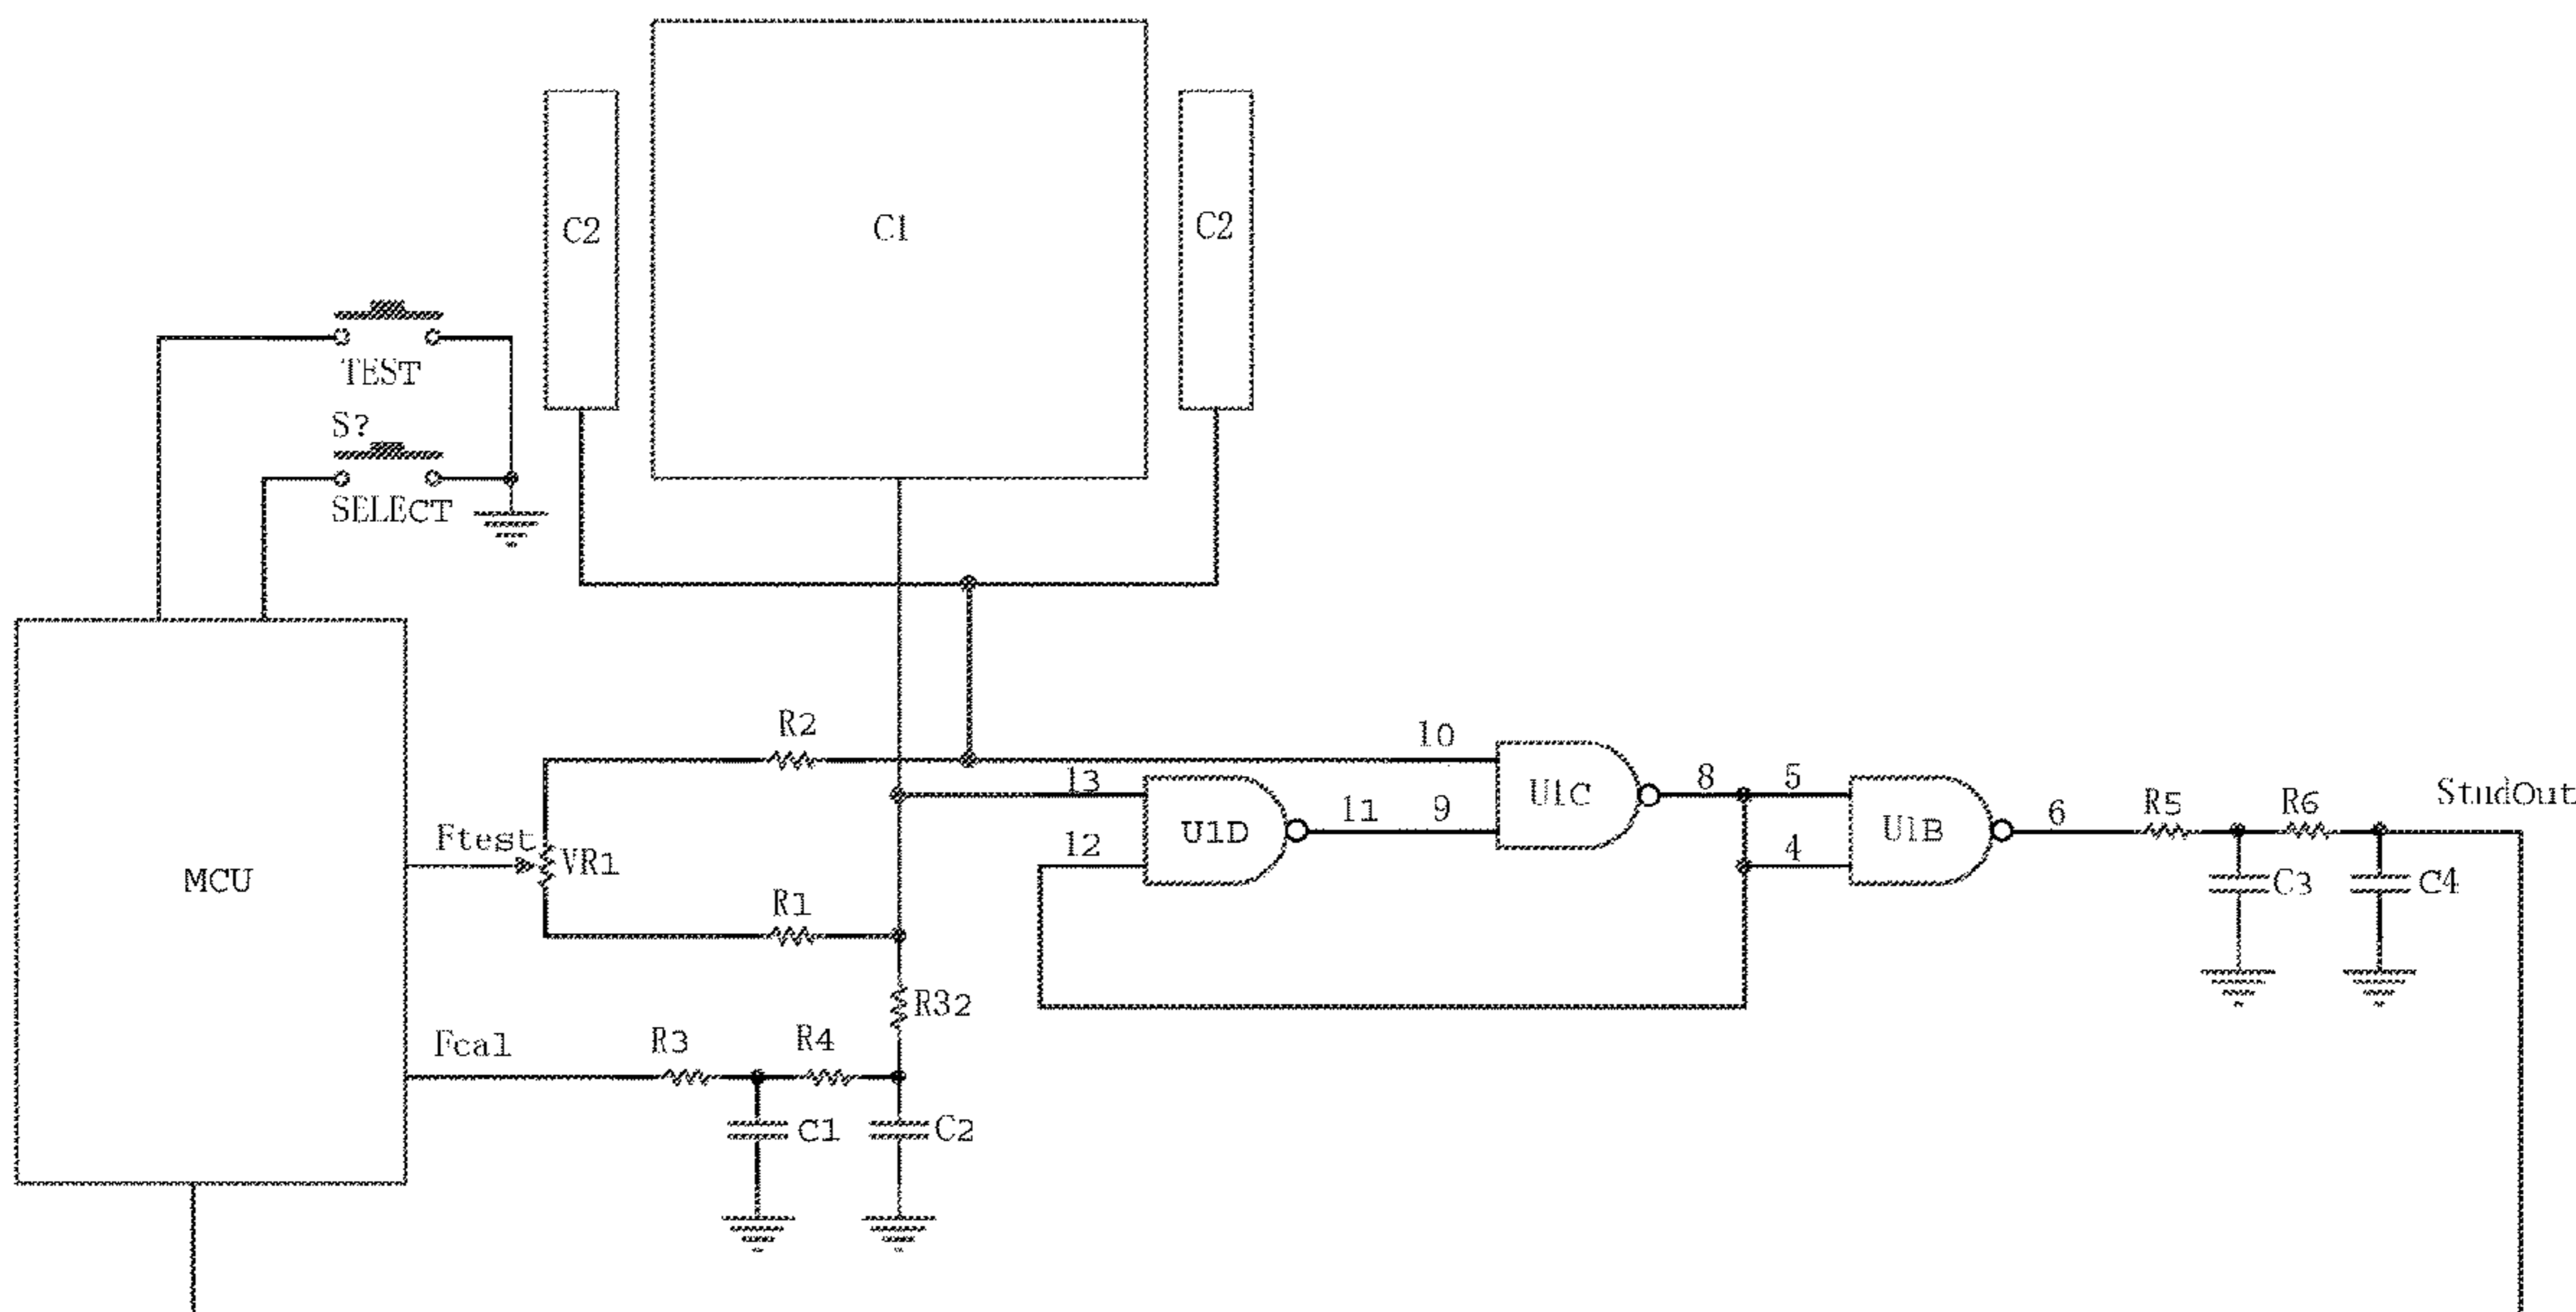 C2
C1
C2
TEST
S?
SELECT
R2
10
13
U1C
8
5
StudOut
Ftest
VR1
12
U1D
11
9
4
U1B
6
R5
R6
MCU
R1
C3
C4
R32
Fcal
R3
R4
C1
C2